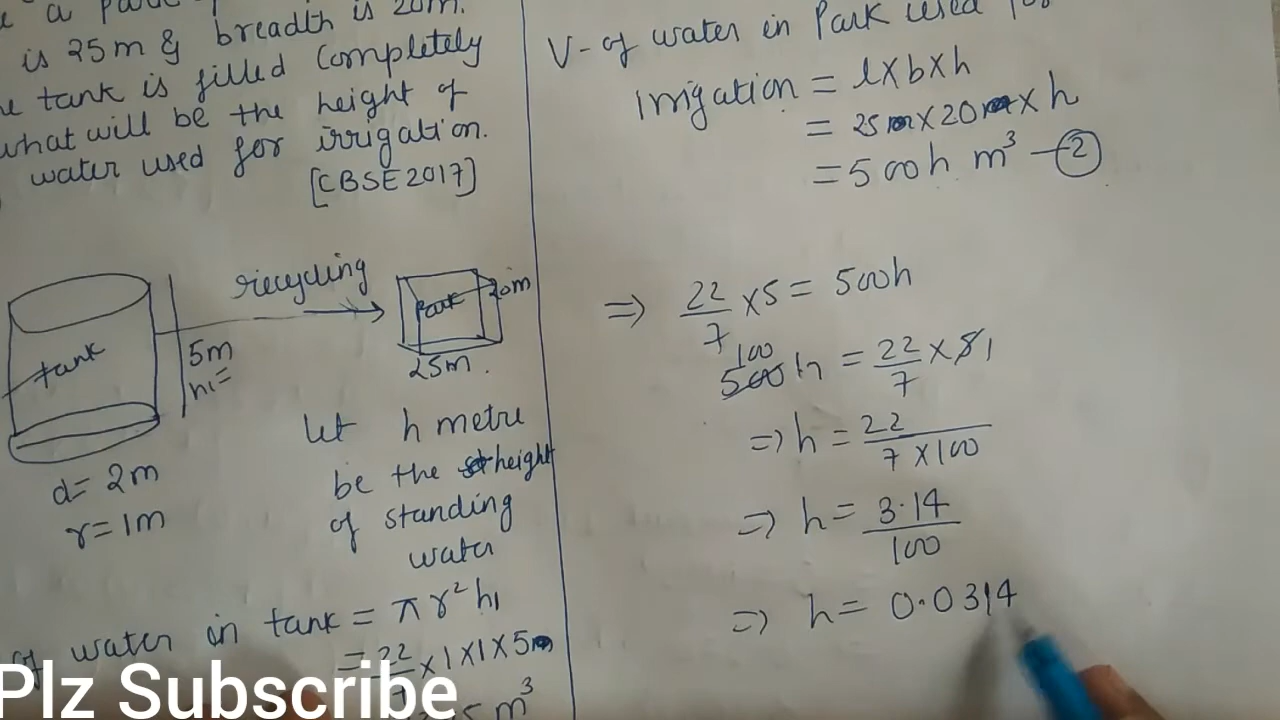 is 25m & breadth is 20m.
tank is filled completely
what will be the height of
water used for irrigation.
[CBSE 2017]
tank
5m
h₁=
d= 2m
r=1m
recycling
Park
20m
25m.
let h metre
be the height
of standing
water
of water in tank = πr²h₁
= 22/7 ×1×1×5m
m³
V- of water in Park used
Irrigation = l×b×h
= 25m×20m×h
=500h m³ -②
⇒ 22/7 ×5= 500h
100
500h = 22/7 ×5 1
⇒h = 22/7×100
⇒ h= 3.14/100
⇒ h= 0.0314
Plz Subscribe